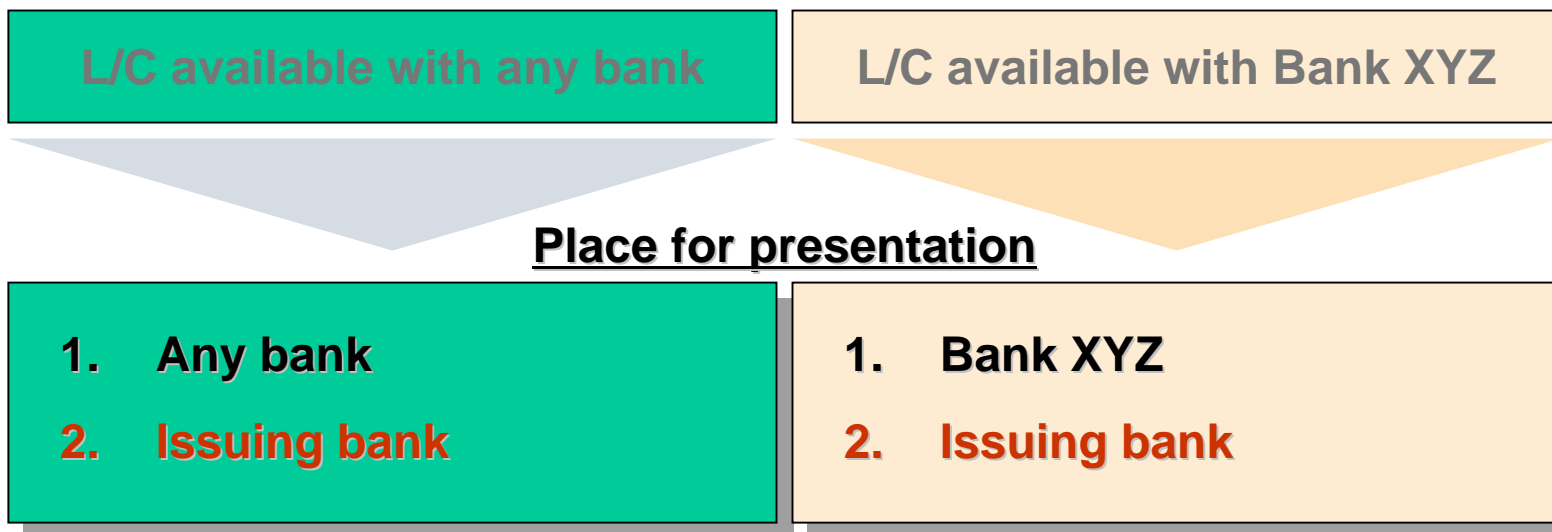 L/C available with any bank
L/C available with Bank XYZ
Place for presentation
1. Any bank
2. Issuing bank
1. Bank XYZ
2. Issuing bank